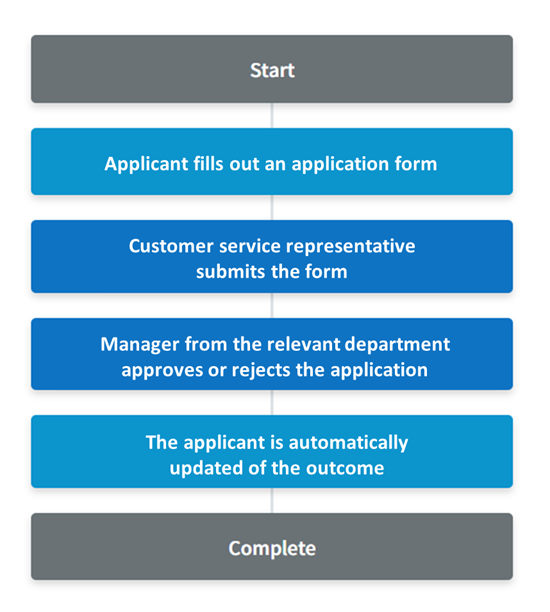 Start
Applicant fills out an application form
Customer service representative
submits the form
Manager from the relevant department
approves or rejects the application
The applicant is automatically
updated of the outcome
Complete